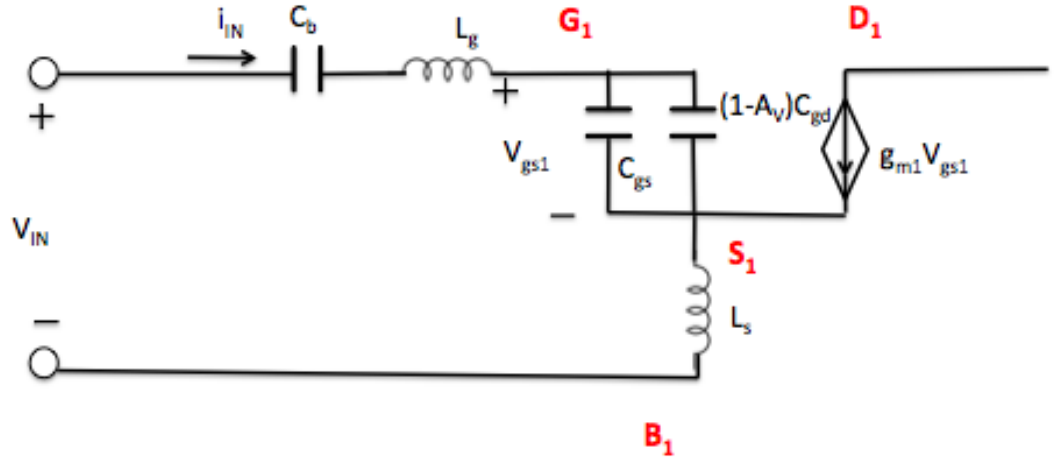 i_IN C_b L_g G_1 D_1
+ + (1-A_V)C_gd
V_gs1 C_gs g_m1V_gs1
V_IN −
S_1
− L_s
B_1